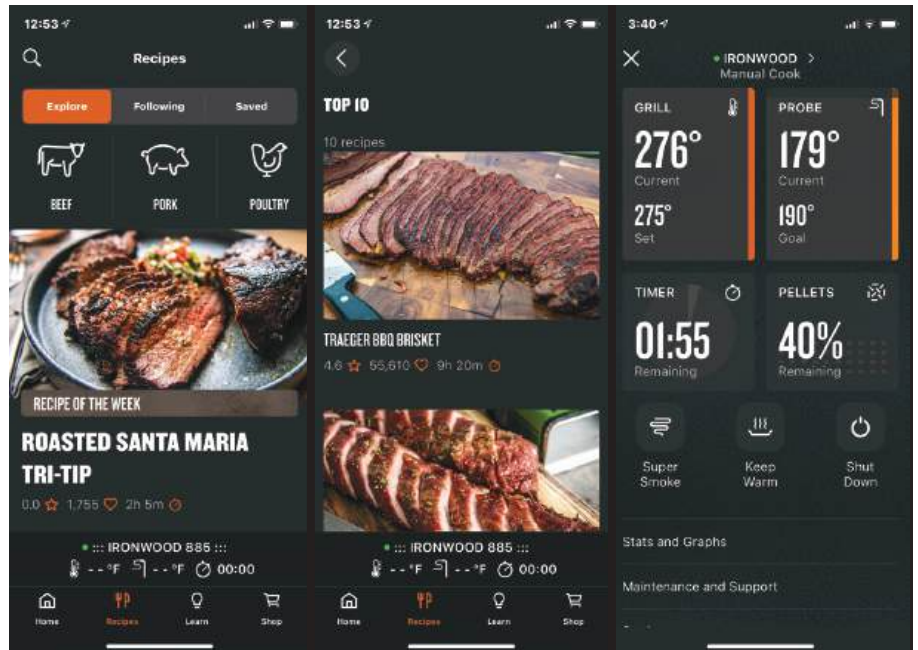 12:53
Recipes
Explore Following Saved
BEEF PORK POULTRY
RECIPE OF THE WEEK
ROASTED SANTA MARIA
TRI-TIP
0.0 1,755 2h 5m
::: IRONWOOD 885 :::
--°F --°F 00:00
Home Recipes Learn Shop
12:53
TOP 10
10 recipes
TRAEGER BBQ BRISKET
4.6 55,610 9h 20m
::: IRONWOOD 885 :::
--°F --°F 00:00
Home Recipes Learn Shop
3:40
IRONWOOD >
Manual Cook
GRILL
276°
Current
275°
Set
PROBE
179°
Current
190°
Goal
TIMER
01:55
Remaining
PELLETS
40%
Remaining
Super
Smoke
Keep
Warm
Shut
Down
Stats and Graphs
Maintenance and Support